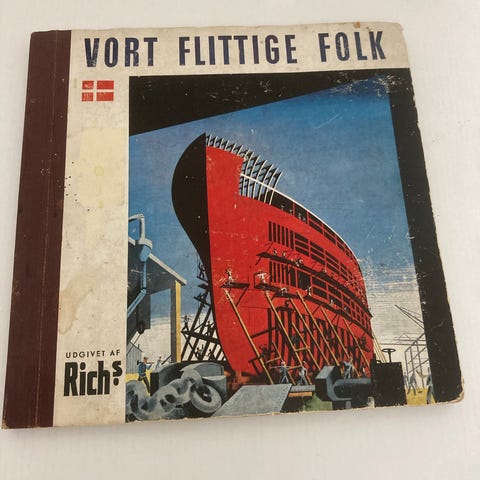 VORT FLITTIGE FOLK
UDGIVET AF
Rich's